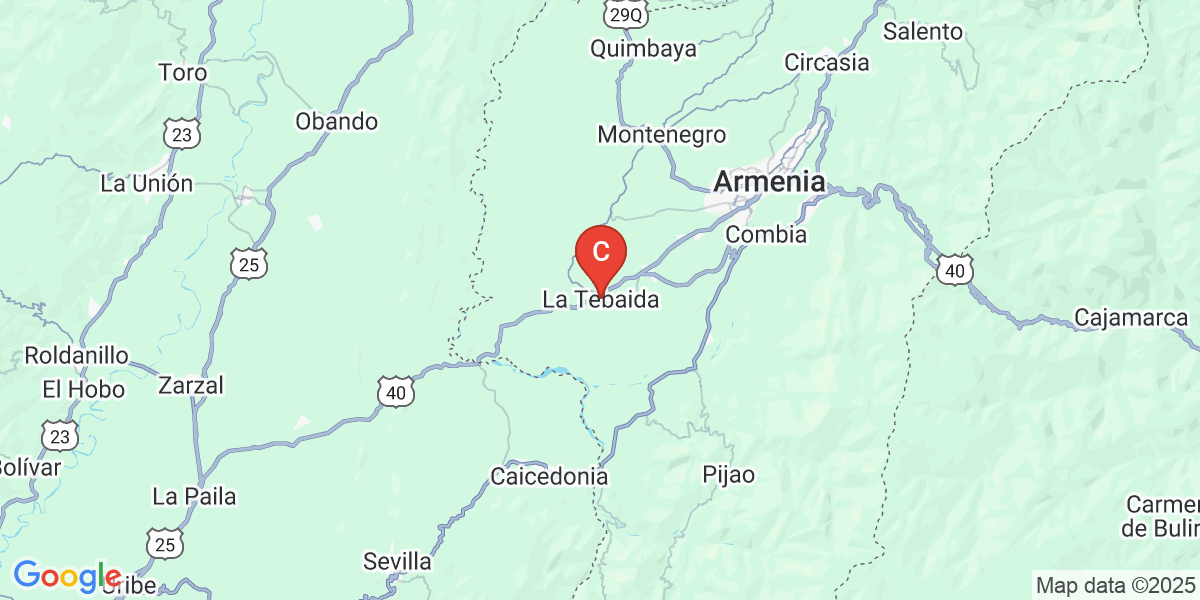 29Q
Salento
Quimbaya
Circasia
Toro
Obando
23
Montenegro
La Unión
Armenia
Combia
C
25
40
La Tebaida
Cajamarca
Roldanillo
El Hobo
Zarzal
40
23
Bolívar
Caicedonia
Pijao
La Paila
Carmen
de Bulir
25
Sevilla
Google
Uribe
Map data ©2025